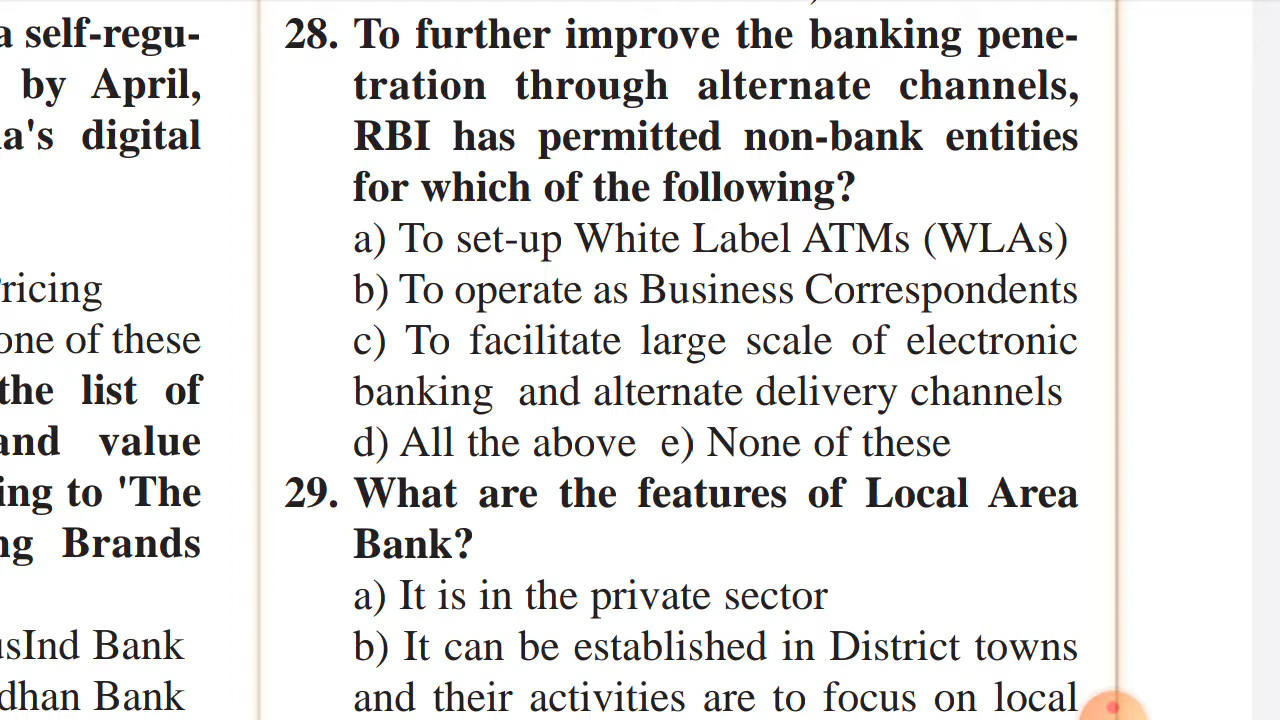 a self-regu-
by April,
a's digital
ricing
one of these
the list of
and value
ing to 'The
ng Brands
usInd Bank
dhan Bank
28. To further improve the banking pene-
tration through alternate channels,
RBI has permitted non-bank entities
for which of the following?
a) To set-up White Label ATMs (WLAs)
b) To operate as Business Correspondents
c) To facilitate large scale of electronic
banking and alternate delivery channels
d) All the above e) None of these
29. What are the features of Local Area
Bank?
a) It is in the private sector
b) It can be established in District towns
and their activities are to focus on local